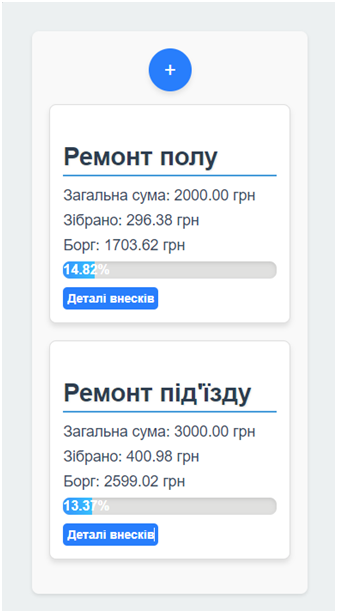 +
Ремонт полу
Загальна сума: 2000.00 грн
Зібрано: 296.38 грн
Борг: 1703.62 грн
14.82%
Деталі внесків
Ремонт під'їзду
Загальна сума: 3000.00 грн
Зібрано: 400.98 грн
Борг: 2599.02 грн
13.37%
Деталі внесків